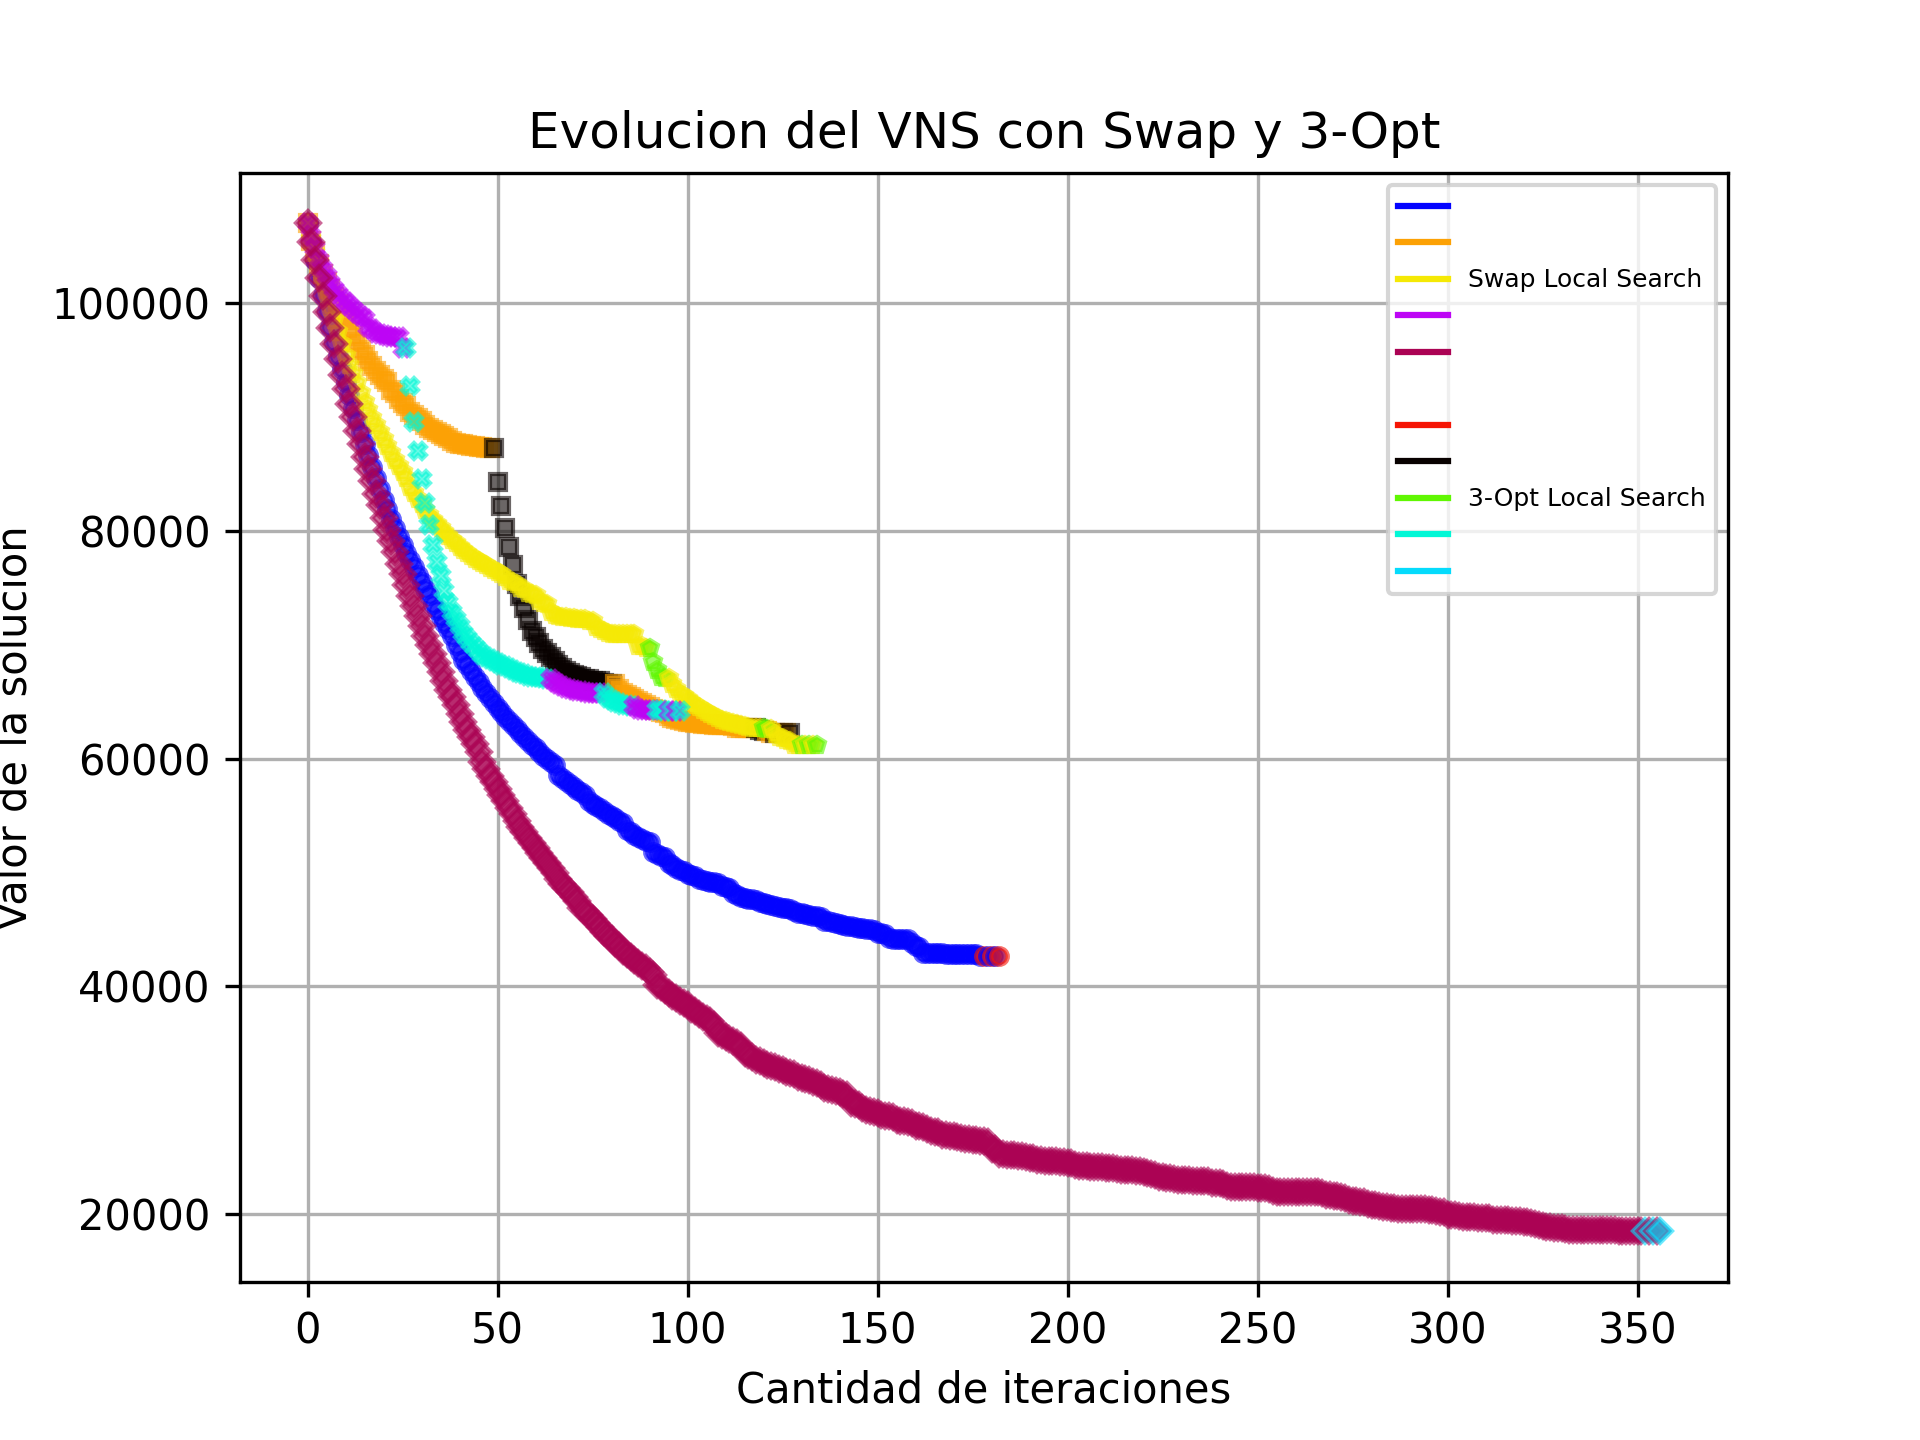 Evolucion del VNS con Swap y 3-Opt
Swap Local Search
3-Opt Local Search
Valor de la solucion
100000
80000
60000
40000
20000
0 50 100 150 200 250 300 350
Cantidad de iteraciones